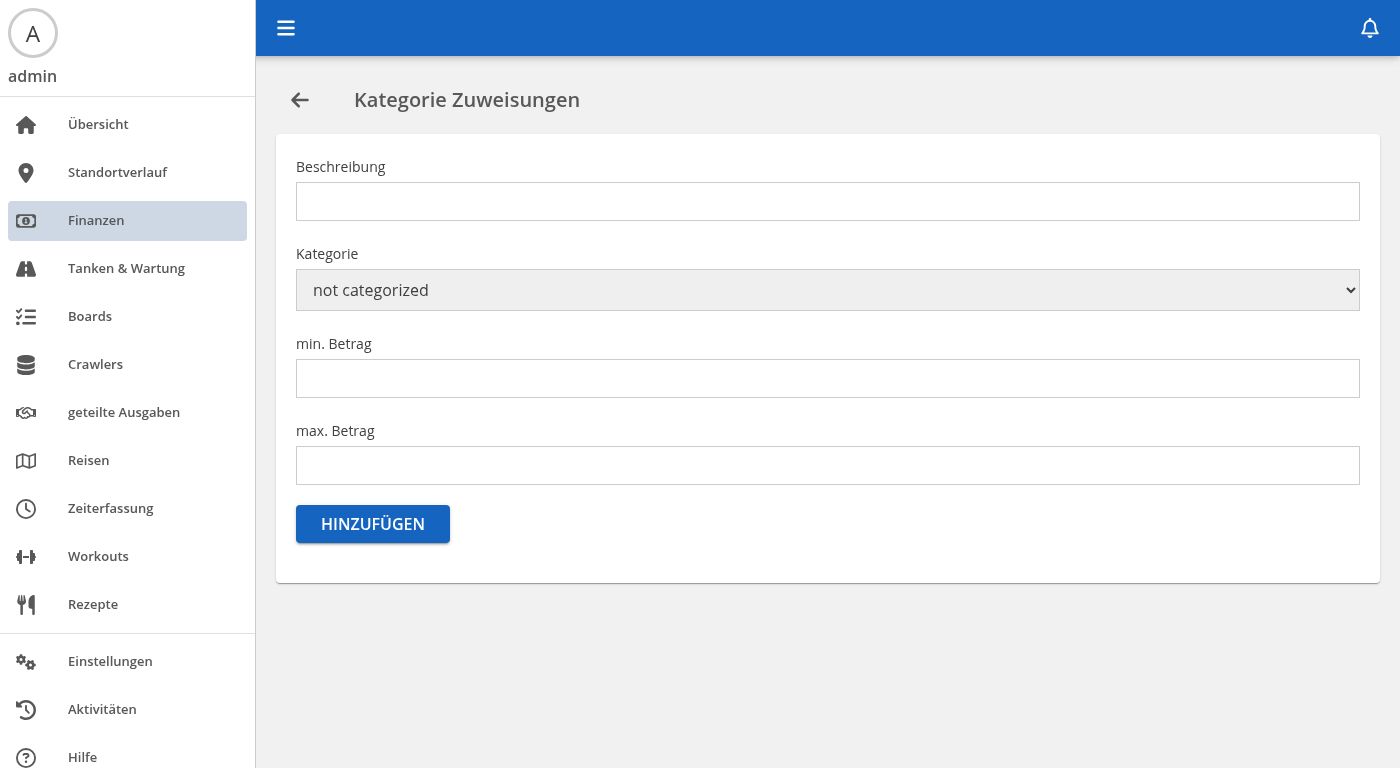 A
admin
Übersicht
Standortverlauf
Finanzen
Tanken & Wartung
Boards
Crawlers
geteilte Ausgaben
Reisen
Zeiterfassung
Workouts
Rezepte
Einstellungen
Aktivitäten
Hilfe
Kategorie Zuweisungen
Beschreibung
Kategorie
not categorized
min. Betrag
max. Betrag
HINZUFÜGEN